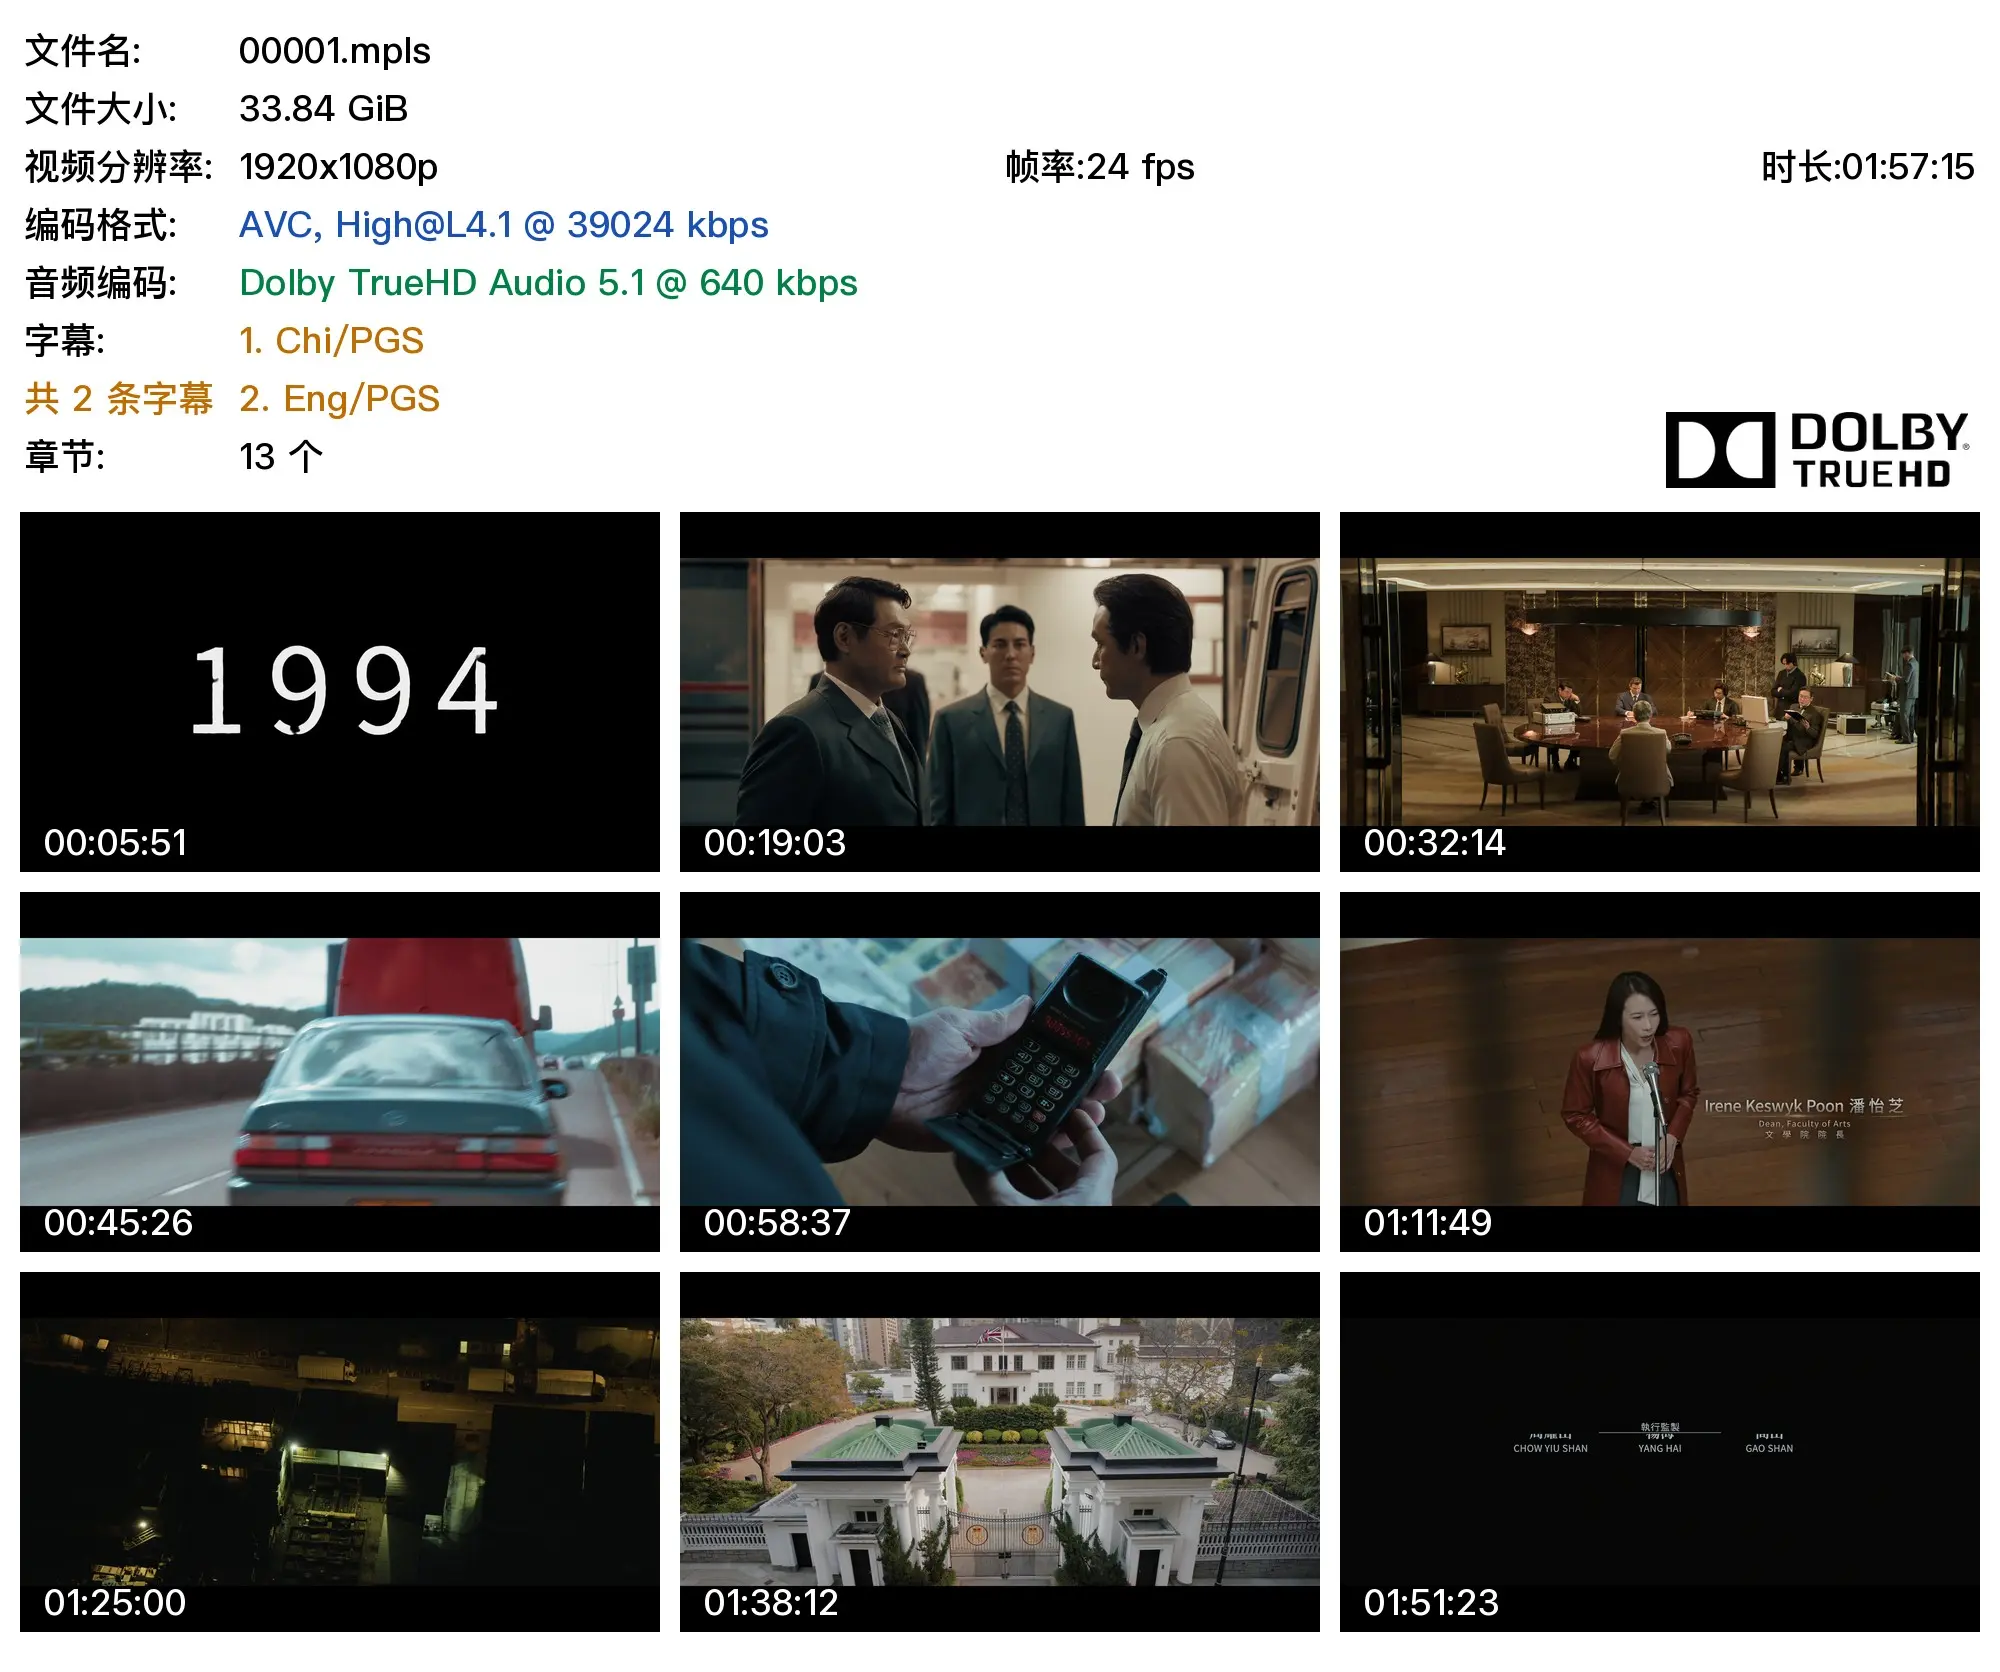 文件名: 00001.mpls
文件大小: 33.84 GiB
视频分辨率: 1920x1080p 帧率:24 fps 时长:01:57:15
编码格式: AVC, High@L4.1 @ 39024 kbps
音频编码: Dolby TrueHD Audio 5.1 @ 640 kbps
字幕: 1. Chi/PGS
共 2 条字幕 2. Eng/PGS
章节: 13 个
DOLBY®
TRUEHD
1994
00:05:51
00:19:03
00:32:14
00:45:26
00:58:37
Irene Keswyk Poon 潘怡芝
Dean, Faculty of Arts
文學院院長
01:11:49
01:25:00
01:38:12
執行監製
CHOW YIU SHAN YANG HAI GAO SHAN
01:51:23